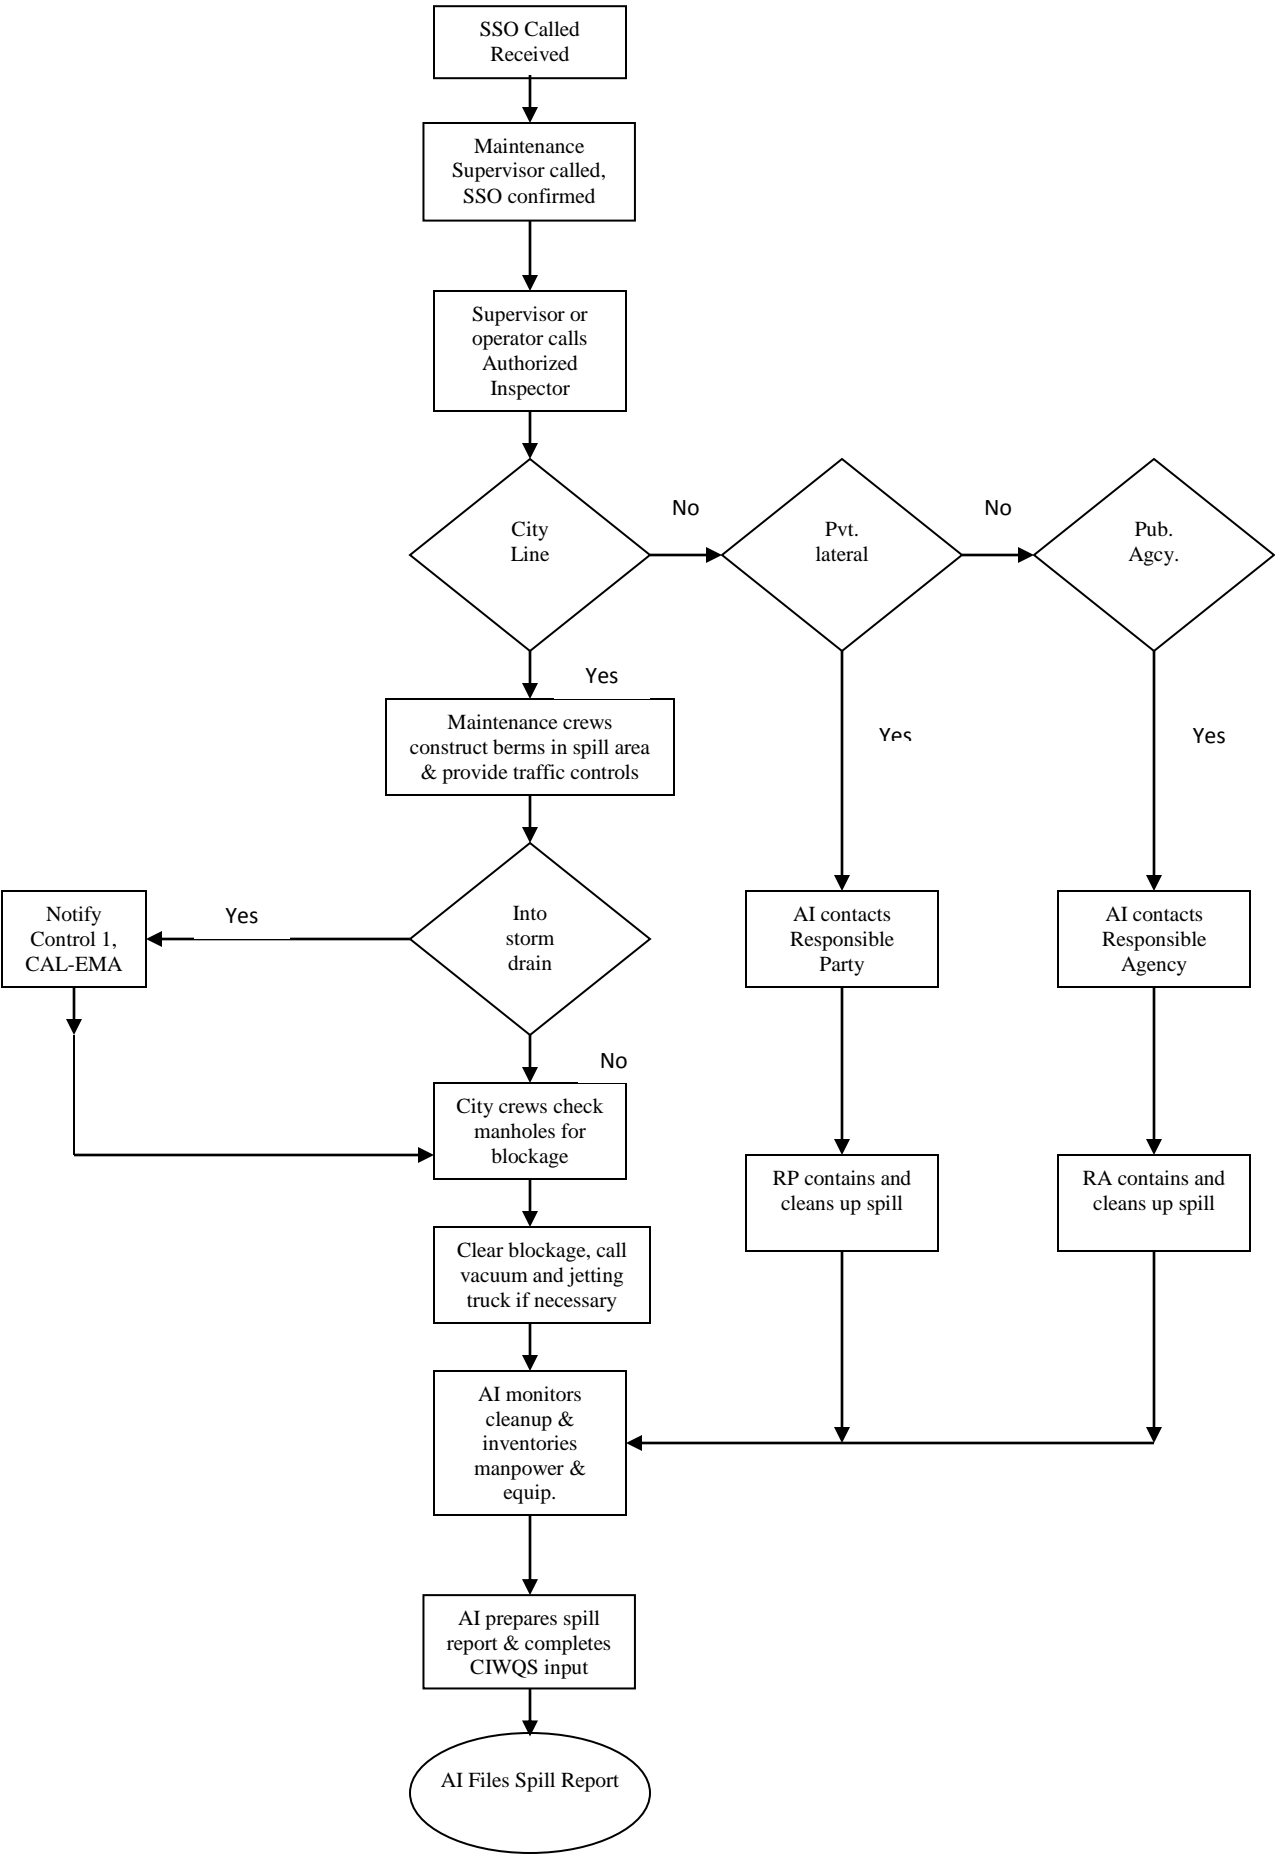 SSO Called
Received
Maintenance
Supervisor called,
SSO confirmed
Supervisor or
operator calls
Authorized
Inspector
City
Line
No
Pvt.
lateral
No
Pub.
Agcy.
Yes
Maintenance crews
construct berms in spill area
& provide traffic controls
Yes
Yes
Notify
Control 1,
CAL-EMA
Yes
Into
storm
drain
AI contacts
Responsible
Party
AI contacts
Responsible
Agency
No
City crews check
manholes for
blockage
RP contains and
cleans up spill
RA contains and
cleans up spill
Clear blockage, call
vacuum and jetting
truck if necessary
AI monitors
cleanup &
inventories
manpower &
equip.
AI prepares spill
report & completes
CIWQS input
AI Files Spill Report